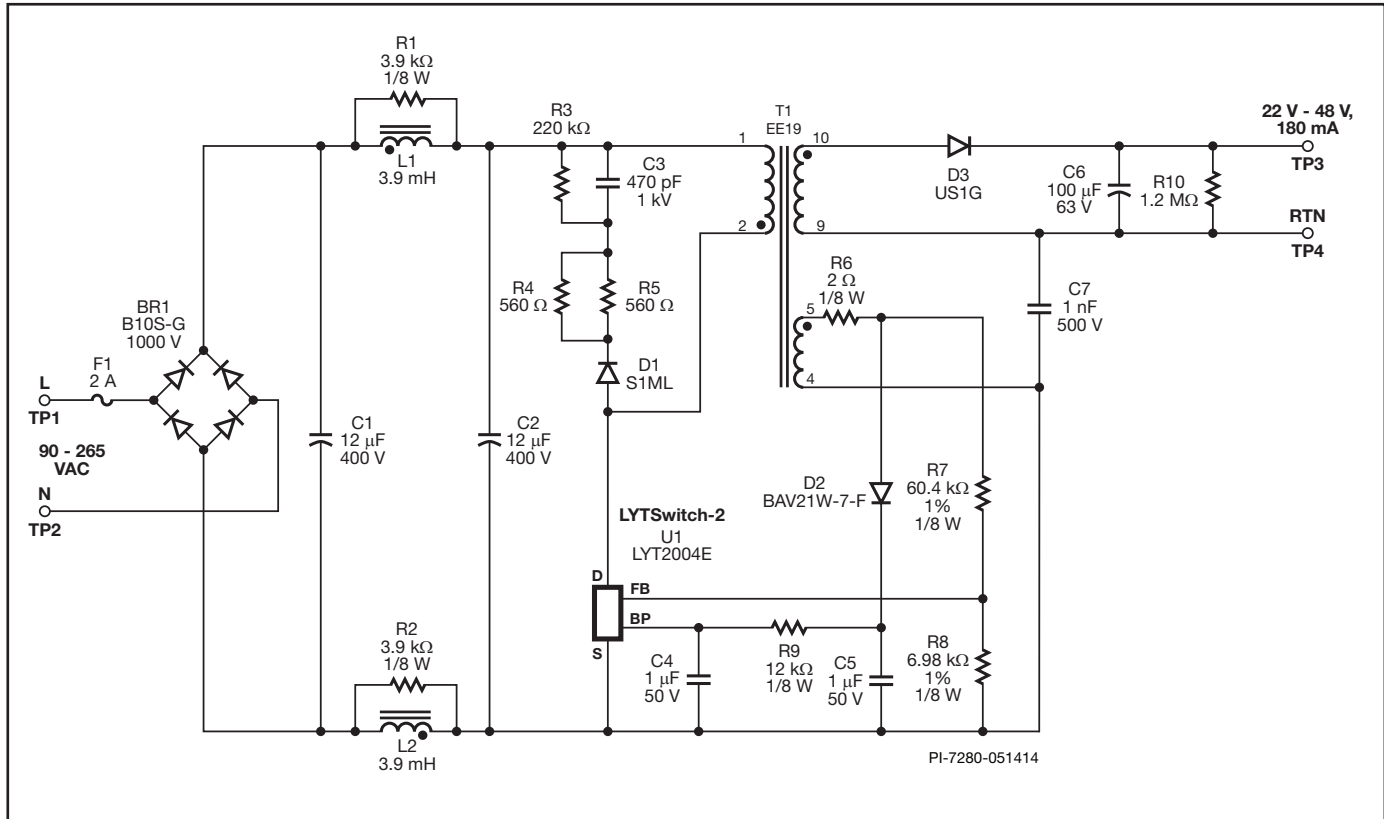 R1
3.9 kΩ
1/8 W
L1
3.9 mH
R3
220 kΩ
C3
470 pF
1 kV
R4
560 Ω
R5
560 Ω
D1
S1ML
T1
EE19
1
2
10
9
5
4
D3
US1G
C6
100 μF
63 V
R10
1.2 MΩ
22 V - 48 V,
180 mA
TP3
RTN
TP4
R6
2 Ω
1/8 W
C7
1 nF
500 V
BR1
B10S-G
1000 V
F1
2 A
L
TP1
90 - 265
VAC
N
TP2
C1
12 μF
400 V
C2
12 μF
400 V
D2
BAV21W-7-F
R7
60.4 kΩ
1%
1/8 W
LYTSwitch-2
U1
LYT2004E
D
FB
BP
S
R2
3.9 kΩ
1/8 W
L2
3.9 mH
C4
1 μF
50 V
R9
12 kΩ
1/8 W
C5
1 μF
50 V
R8
6.98 kΩ
1%
1/8 W
PI-7280-051414